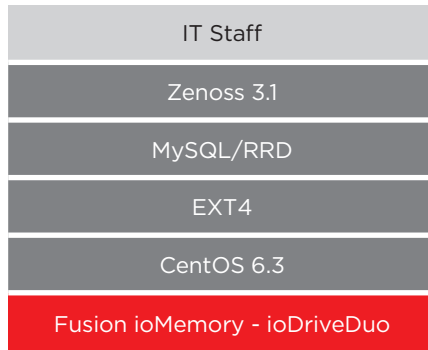 IT Staff
Zenoss 3.1
MySQL/RRD
EXT4
CentOS 6.3
Fusion ioMemory - ioDriveDuo